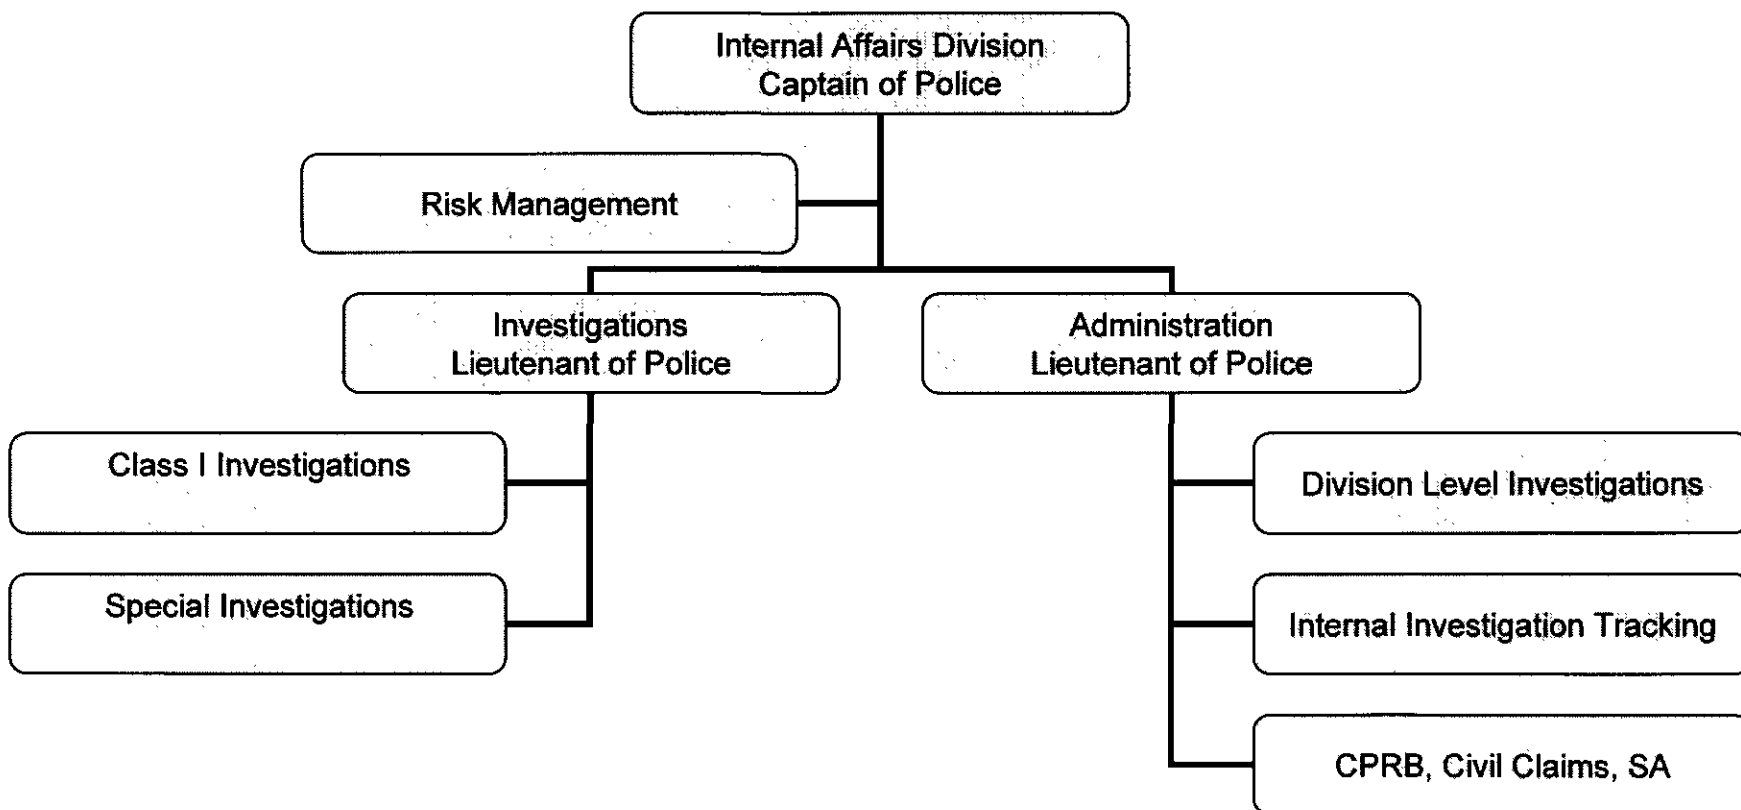 Internal Affairs Division
Captain of Police
Risk Management
Investigations
Lieutenant of Police
Administration
Lieutenant of Police
Class I Investigations
Special Investigations
Division Level Investigations
Internal Investigation Tracking
CPRB, Civil Claims, SA